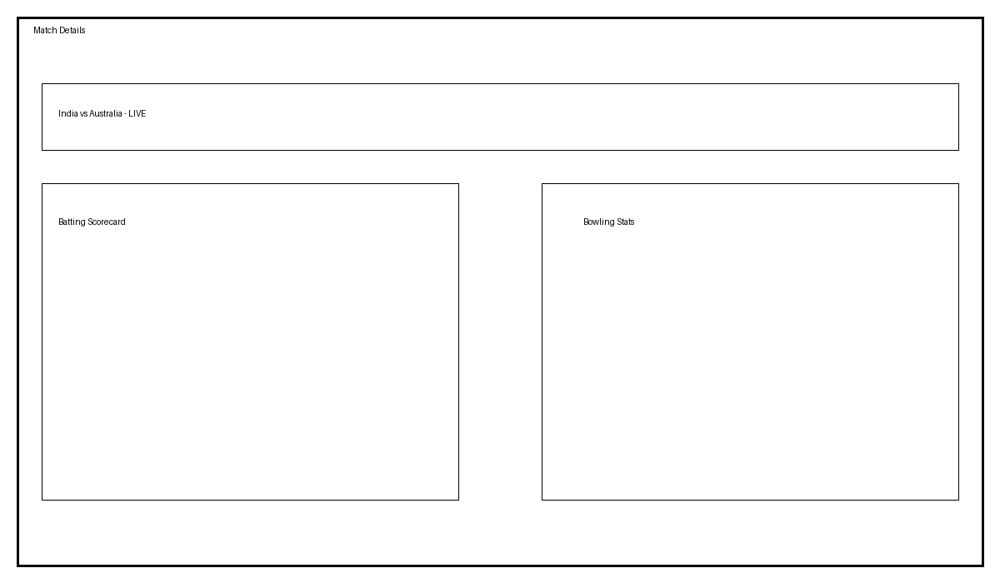 Match Details
India vs Australia - LIVE
Batting Scorecard
Bowling Stats